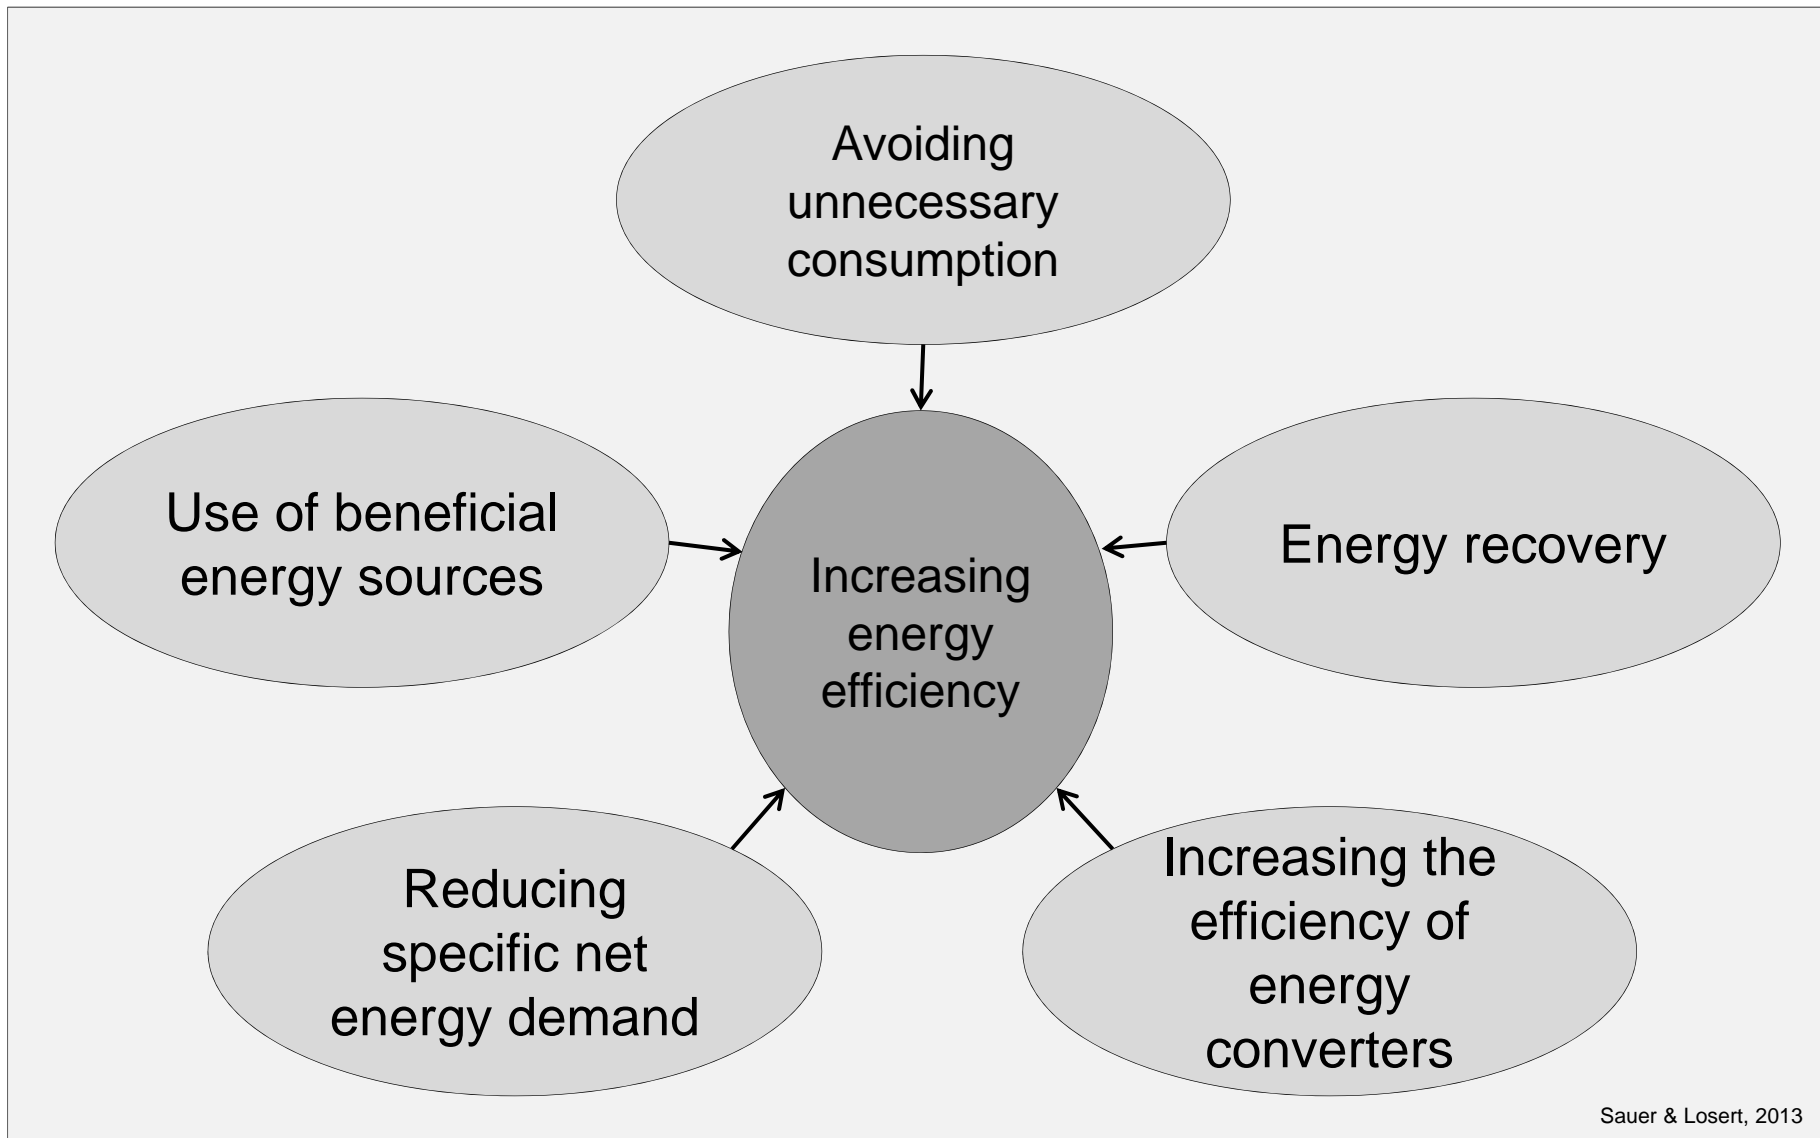 Avoiding
unnecessary
consumption
Use of beneficial
energy sources
Increasing
energy
efficiency
Energy recovery
Reducing
specific net
energy demand
Increasing the
efficiency of
energy
converters
Sauer & Losert, 2013